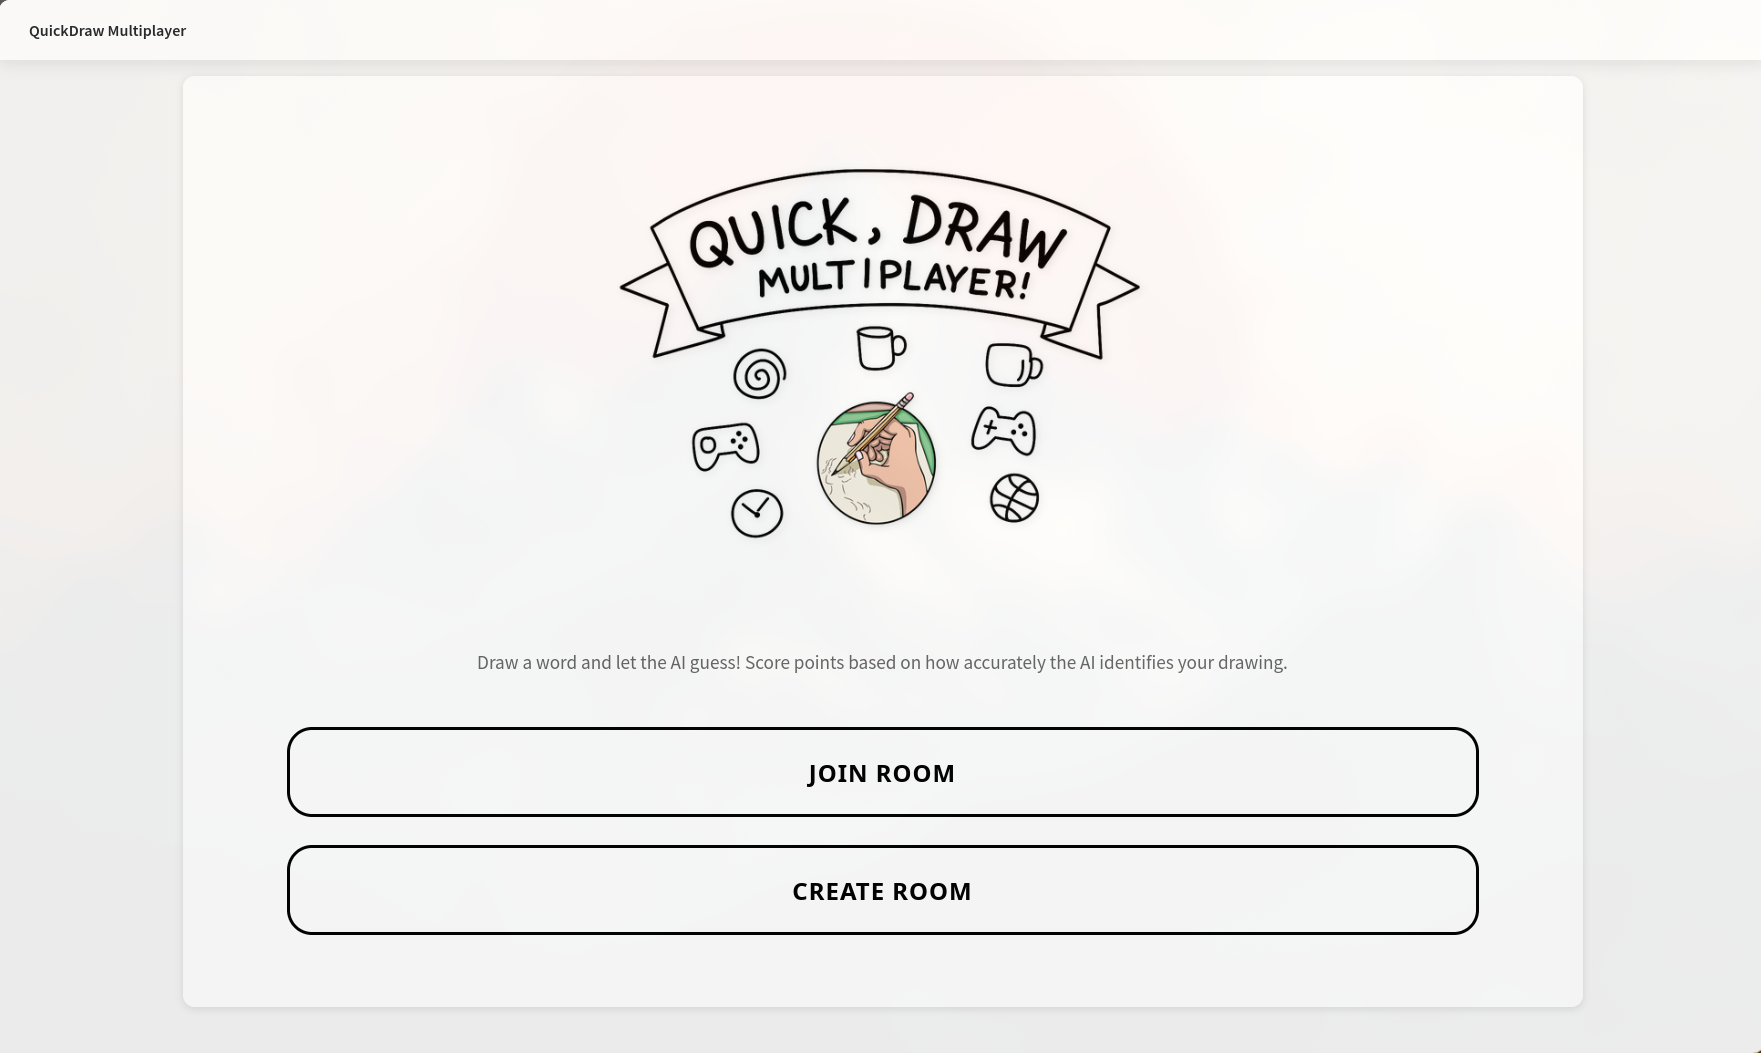 QuickDraw Multiplayer
QUICK, DRAW
MULTIPLAYER!
Draw a word and let the AI guess! Score points based on how accurately the AI identifies your drawing.
JOIN ROOM
CREATE ROOM